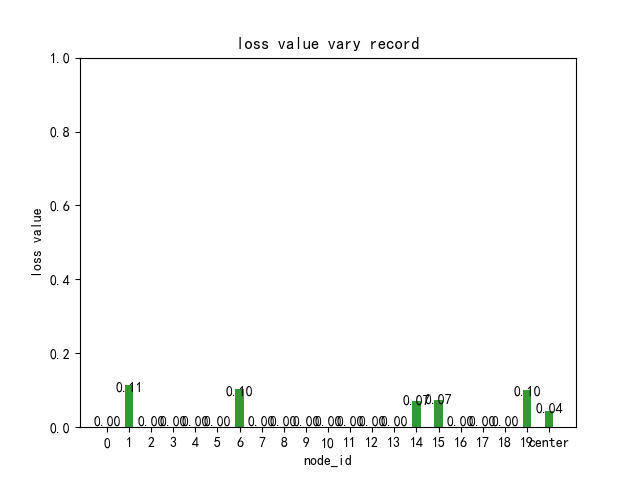 loss value vary record
1.0
0.8
0.6
0.4
0.2
0.0
loss value
0.00 0.11 0.00 0.00 0.00 0.00 0.10 0.00 0.00 0.00 0.00 0.00 0.00 0.00 0.07 0.07 0.00 0.00 0.00 0.10 0.04
0 1 2 3 4 5 6 7 8 9 10 11 12 13 14 15 16 17 18 19 center
node_id